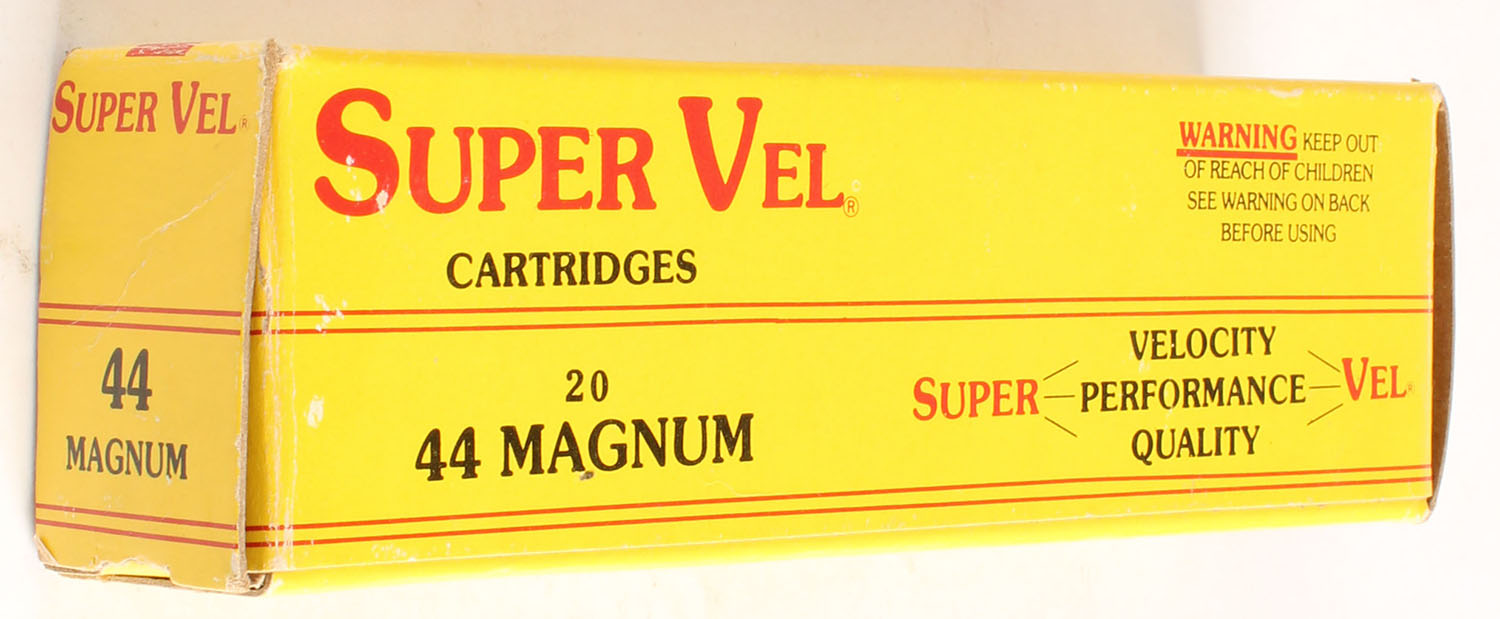 SUPER VEL®
44
MAGNUM
SUPER VEL®
CARTRIDGES
20
44 MAGNUM
WARNING KEEP OUT
OF REACH OF CHILDREN
SEE WARNING ON BACK
BEFORE USING
VELOCITY
SUPER PERFORMANCE VEL®
QUALITY